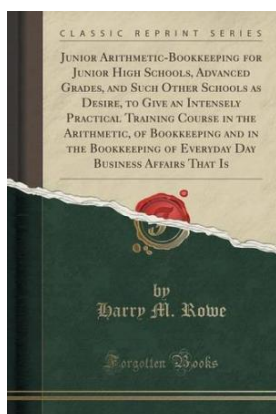 CLASSIC REPRINT SERIES
JUNIOR ARITHMETIC-BOOKKEEPING FOR
JUNIOR HIGH SCHOOLS, ADVANCED
GRADES, AND SUCH OTHER SCHOOLS AS
DESIRE, TO GIVE AN INTENSELY
PRACTICAL TRAINING COURSE IN THE
ARITHMETIC, OF BOOKKEEPING AND IN
THE BOOKKEEPING OF EVERYDAY DAY
BUSINESS AFFAIRS THAT IS
by
Harry M. Rowe
Forgotten Books